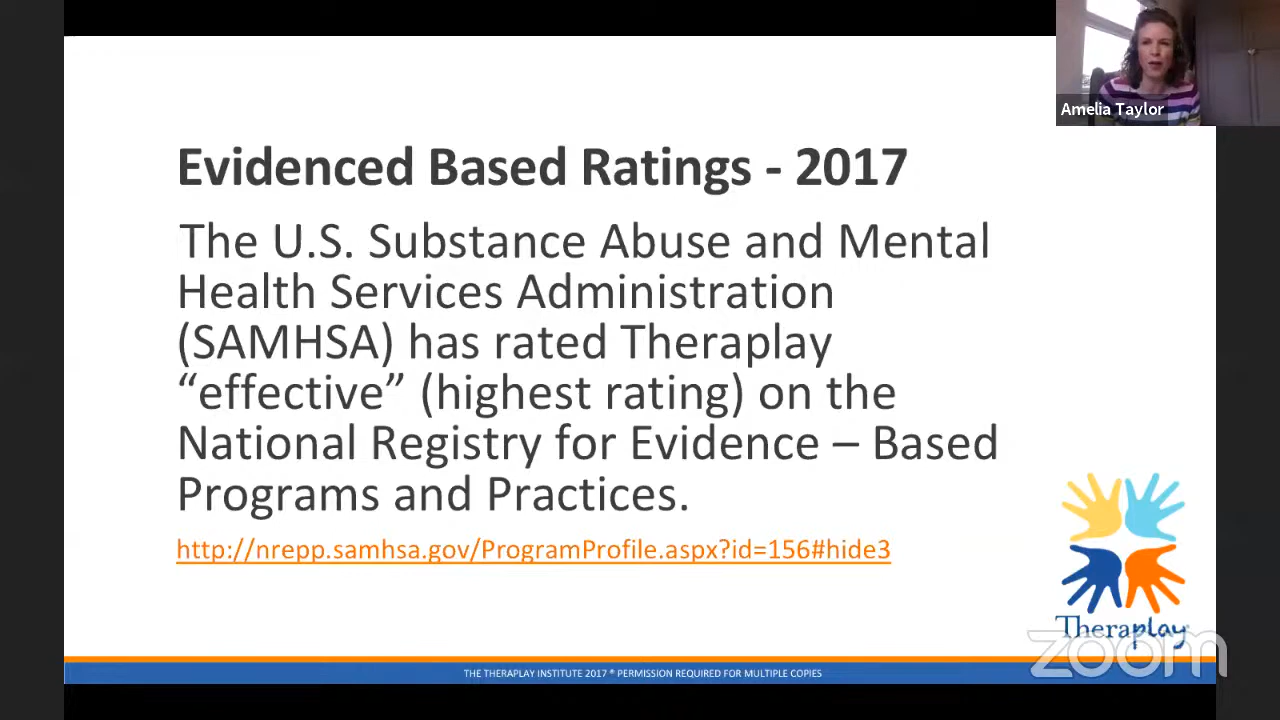 Amelia Taylor
Evidenced Based Ratings - 2017
The U.S. Substance Abuse and Mental
Health Services Administration
(SAMHSA) has rated Theraplay
“effective” (highest rating) on the
National Registry for Evidence – Based
Programs and Practices.
http://nrepp.samhsa.gov/ProgramProfile.aspx?id=156#hide3
Theraplay
zoom
THE THERAPLAY INSTITUTE 2017 ® PERMISSION REQUIRED FOR MULTIPLE COPIES